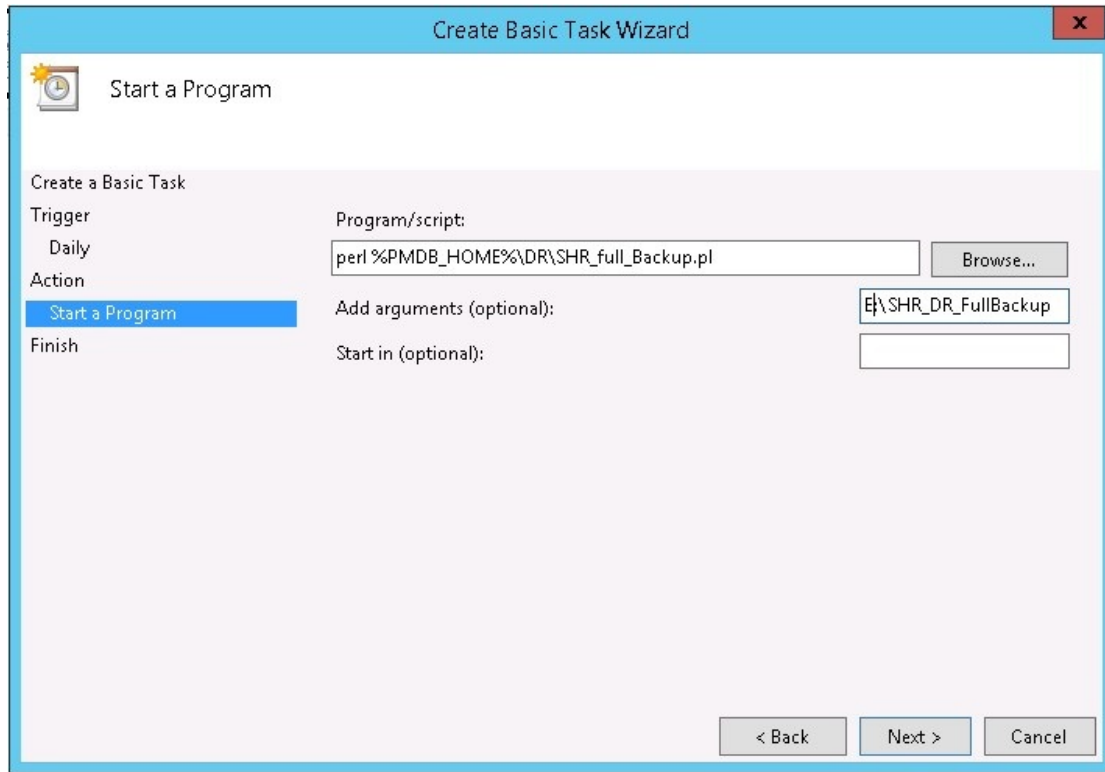 Create Basic Task Wizard
x
Start a Program
Create a Basic Task
Trigger
Daily
Action
Start a Program
Finish
Program/script:
perl %PMDB_HOME%\DR\SHR_full_Backup.pl
Browse...
Add arguments (optional):
E:\SHR_DR_FullBackup
Start in (optional):
< Back
Next >
Cancel